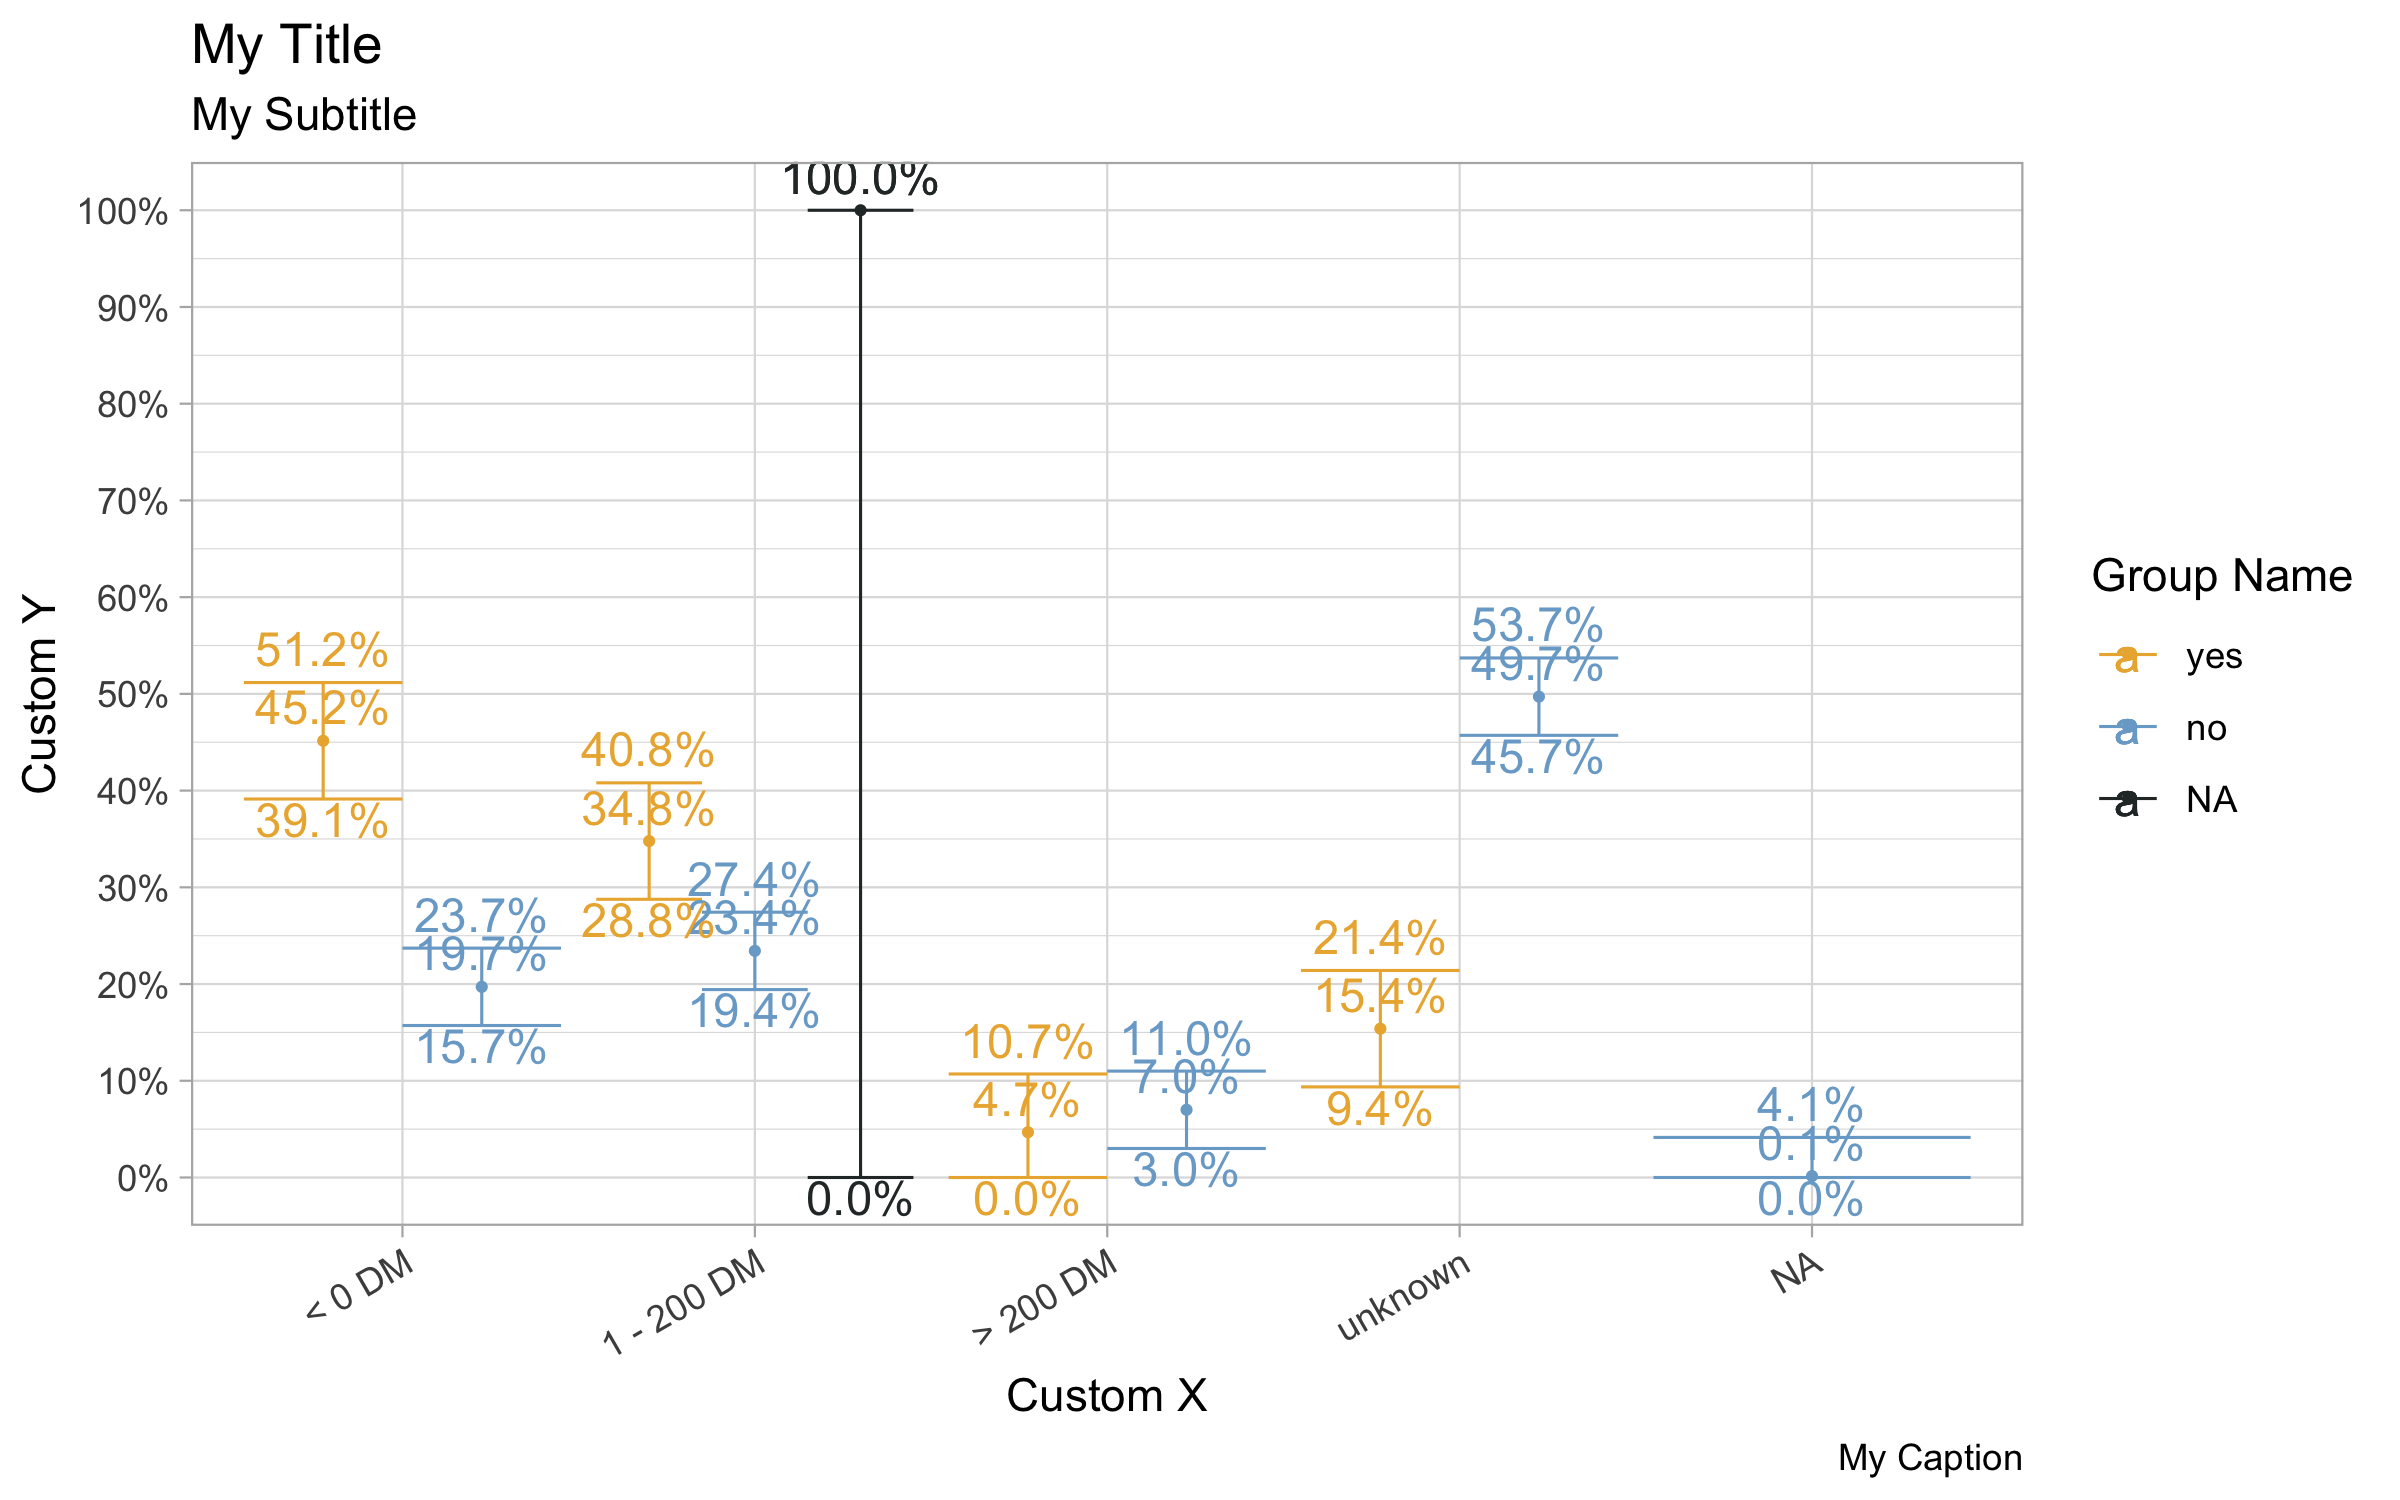 My Title
My Subtitle
Custom Y
100%
90%
80%
70%
60%
50%
40%
30%
20%
10%
0%
51.2%
45.2%
39.1%
23.7%
19.7%
15.7%
40.8%
34.8%
28.8%
27.4%
23.4%
19.4%
100.0%
0.0%
10.7%
4.7%
0.0%
11.0%
7.0%
3.0%
21.4%
15.4%
9.4%
53.7%
49.7%
45.7%
4.1%
0.1%
0.0%
< 0 DM
1 - 200 DM
> 200 DM
unknown
NA
Custom X
Group Name
a yes
a no
a NA
My Caption